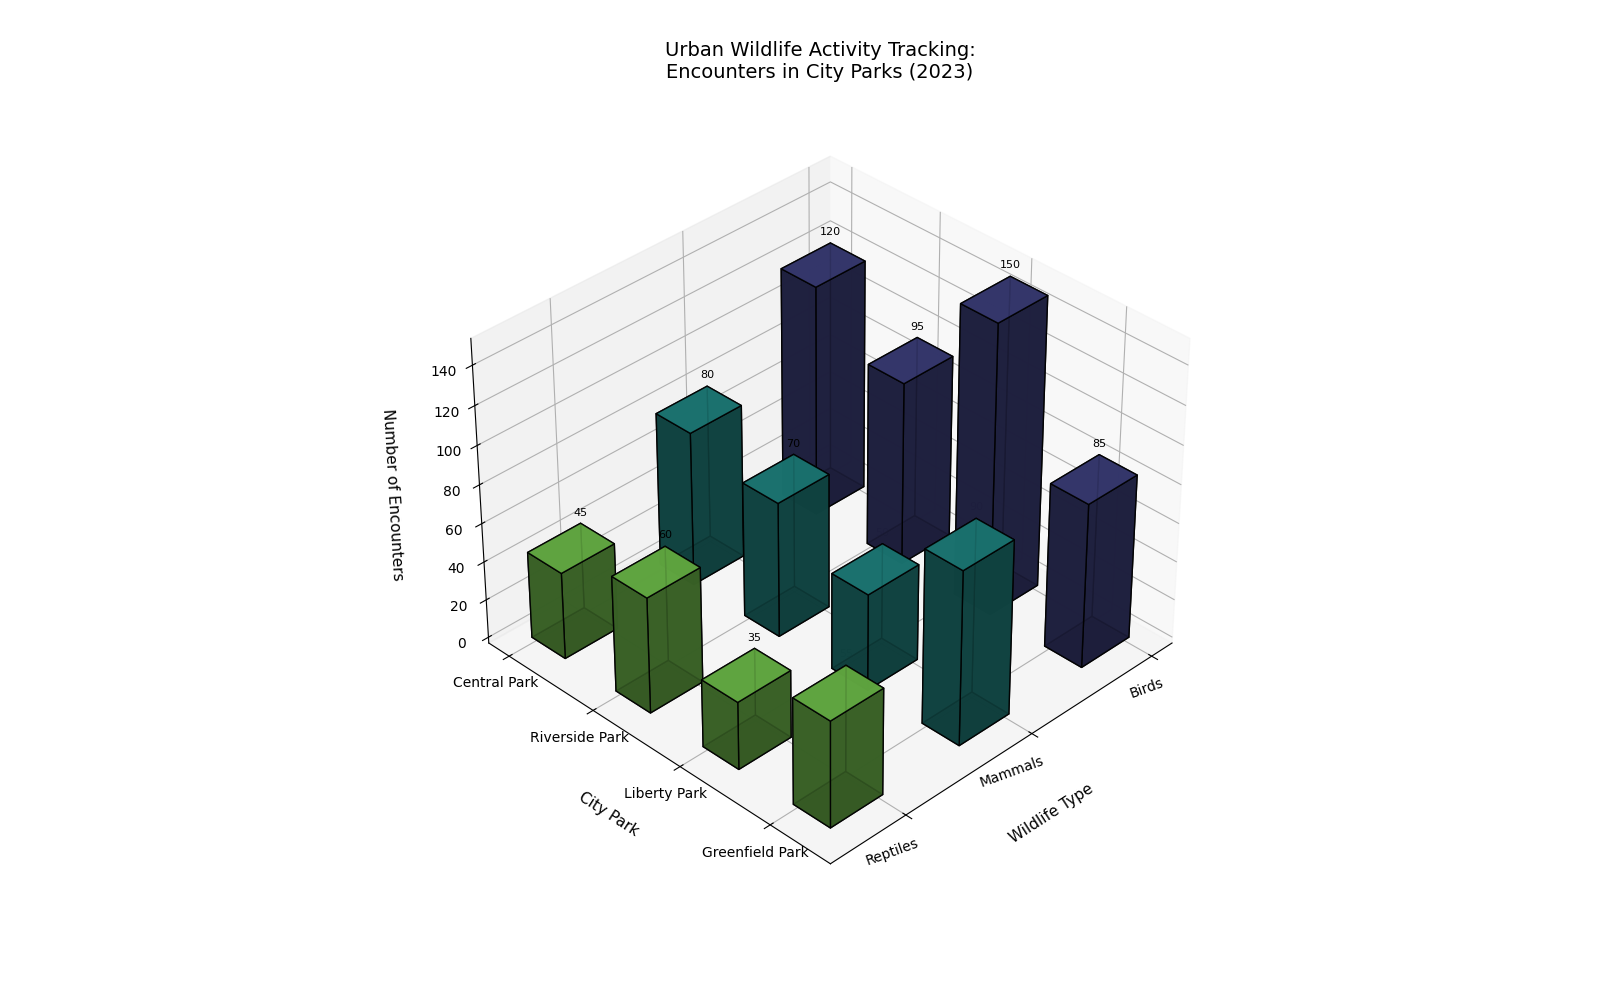 Urban Wildlife Activity Tracking:
Encounters in City Parks (2023)
120
150
95
80
70
85
45
60
35
140
120
100
80
60
40
20
0
Number of Encounters
Central Park
Riverside Park
Liberty Park
Greenfield Park
City Park
Reptiles
Mammals
Birds
Wildlife Type